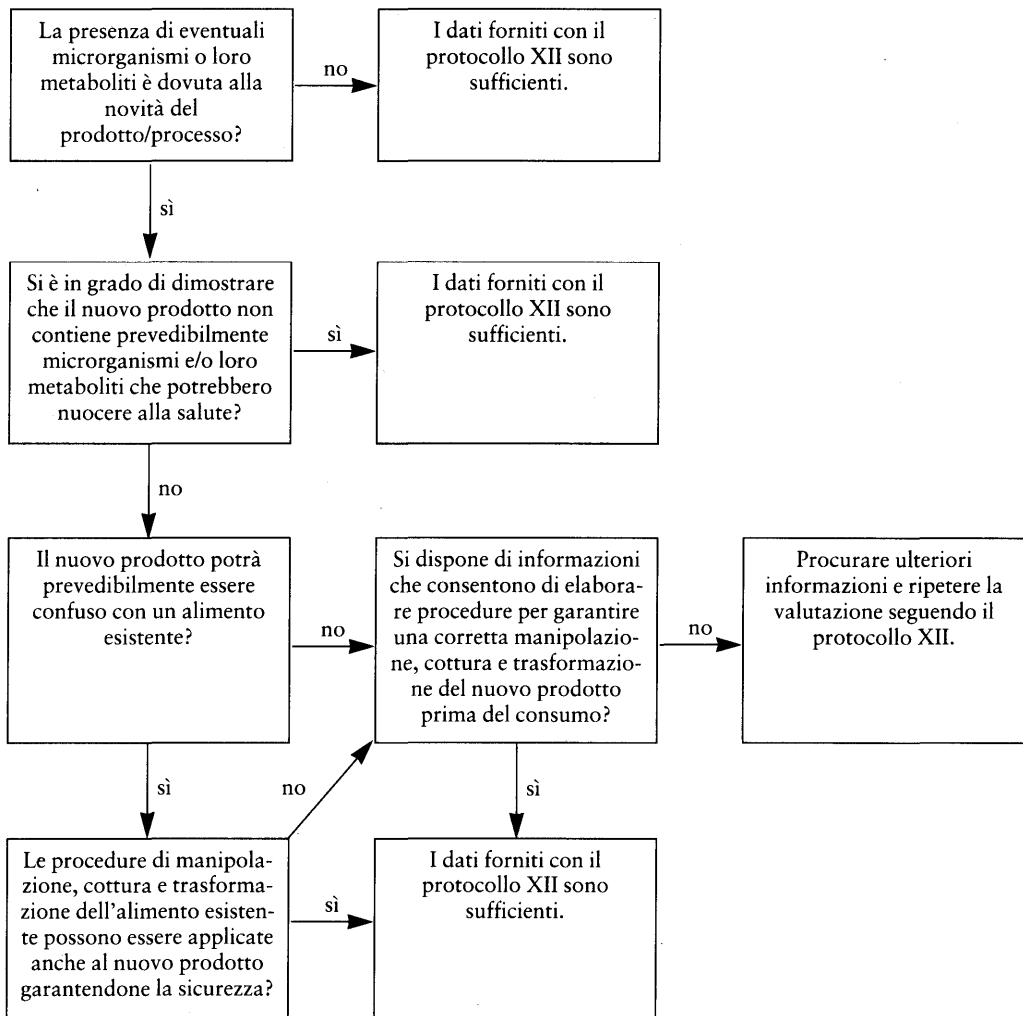 La presenza di eventuali
microrganismi o loro
metaboliti è dovuta alla
novità del
prodotto/processo?
no
I dati forniti con il
protocollo XII sono
sufficienti.
sì
Si è in grado di dimostrare
che il nuovo prodotto non
contiene prevedibilmente
microrganismi e/o loro
metaboliti che potrebbero
nuocere alla salute?
sì
I dati forniti con il
protocollo XII sono
sufficienti.
no
Il nuovo prodotto potrà
prevedibilmente essere
confuso con un alimento
esistente?
no
Si dispone di informazioni
che consentono di elabora-
re procedure per garantire
una corretta manipolazio-
ne, cottura e trasformazio-
ne del nuovo prodotto
prima del consumo?
no
Procurare ulteriori
informazioni e ripetere la
valutazione seguendo il
protocollo XII.
sì
no
sì
Le procedure di manipola-
zione, cottura e trasforma-
zione dell'alimento esisten-
te possono essere applicate
anche al nuovo prodotto
garantendone la sicurezza?
sì
I dati forniti con il
protocollo XII sono
sufficienti.